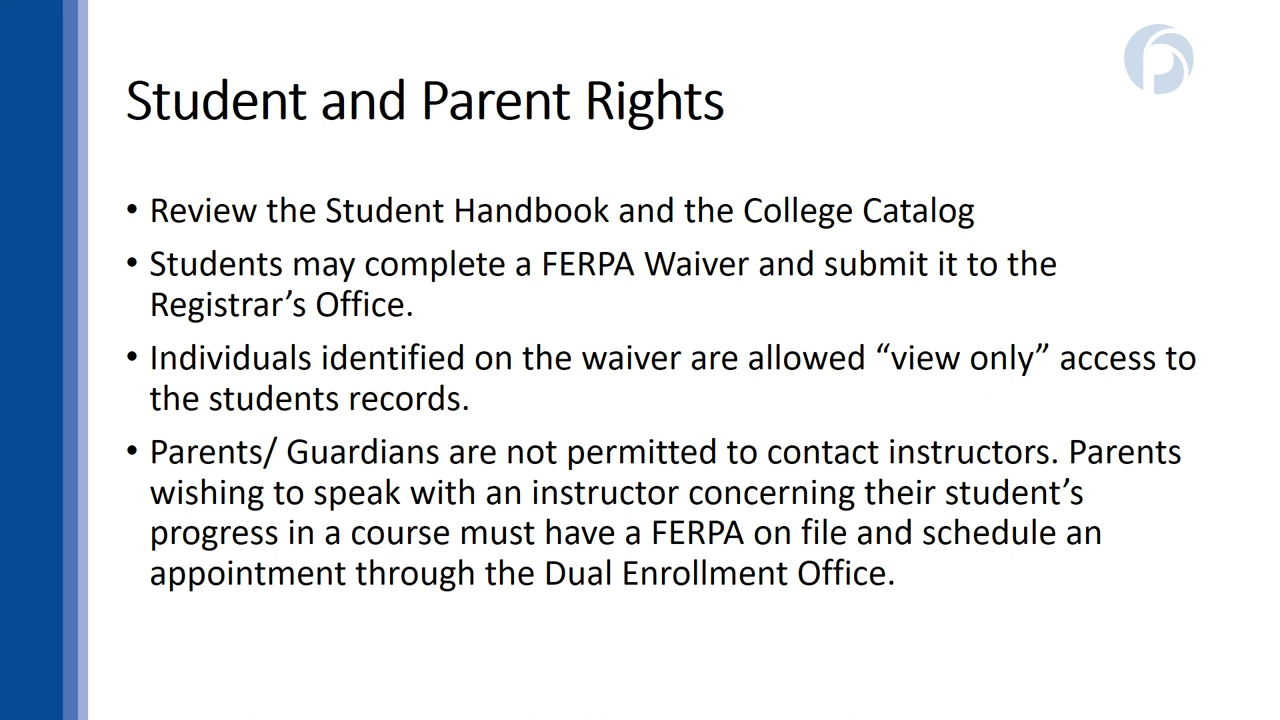 Student and Parent Rights
• Review the Student Handbook and the College Catalog
• Students may complete a FERPA Waiver and submit it to the
Registrar’s Office.
• Individuals identified on the waiver are allowed “view only” access to
the students records.
• Parents/ Guardians are not permitted to contact instructors. Parents
wishing to speak with an instructor concerning their student’s
progress in a course must have a FERPA on file and schedule an
appointment through the Dual Enrollment Office.